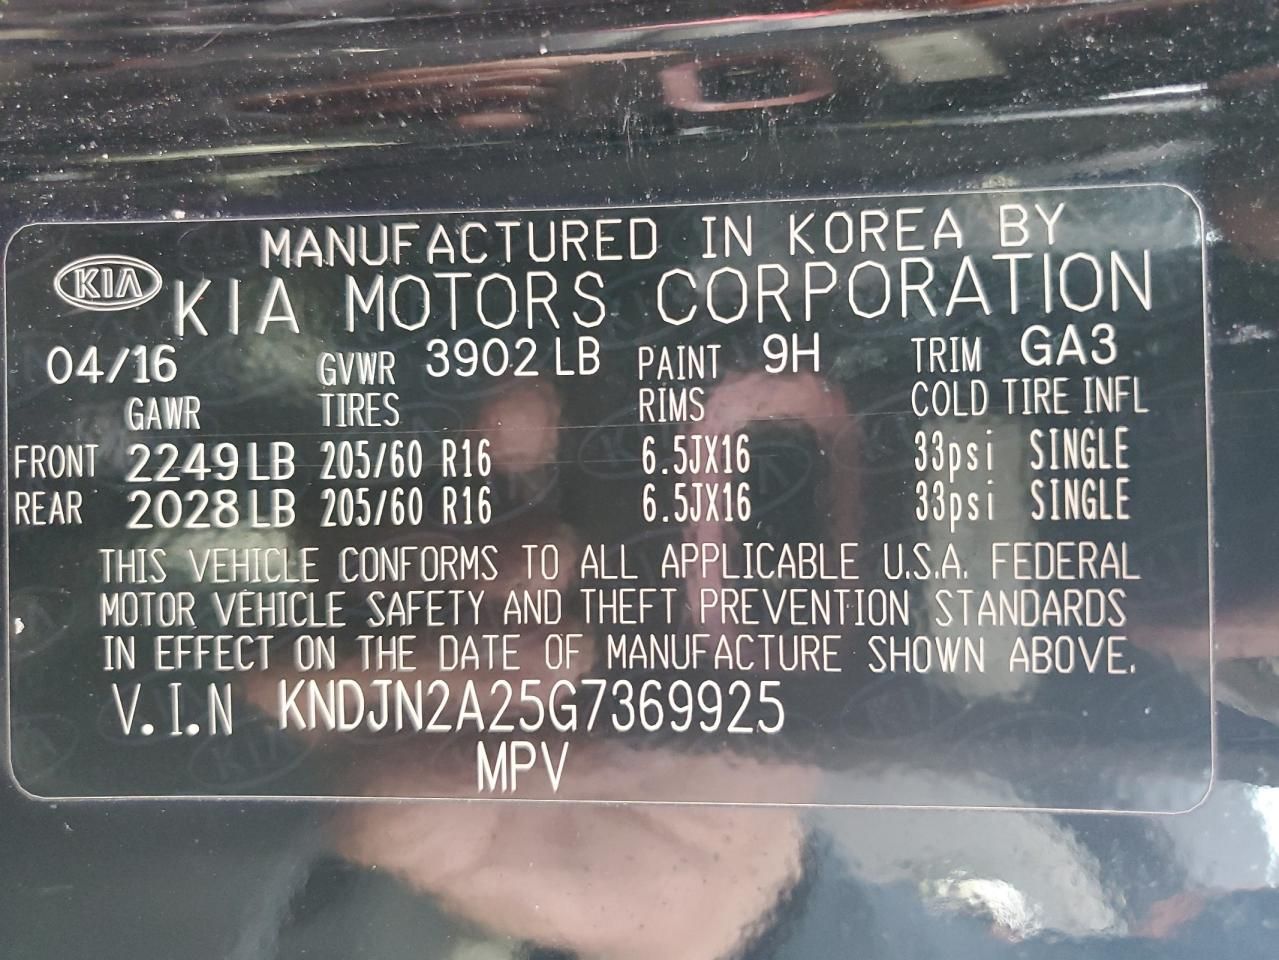 MANUFACTURED IN KOREA BY
KIA KIA MOTORS CORPORATION
04/16 GVWR 3902 LB PAINT 9H TRIM GA3
GAWR TIRES RIMS COLD TIRE INFL
FRONT 2249 LB 205/60 R16 6.5JX16 33psi SINGLE
REAR 2028 LB 205/60 R16 6.5JX16 33psi SINGLE
THIS VEHICLE CONFORMS TO ALL APPLICABLE U.S.A. FEDERAL
MOTOR VEHICLE SAFETY AND THEFT PREVENTION STANDARDS
IN EFFECT ON THE DATE OF MANUFACTURE SHOWN ABOVE.
V.I.N KNDJN2A25G7369925
MPV